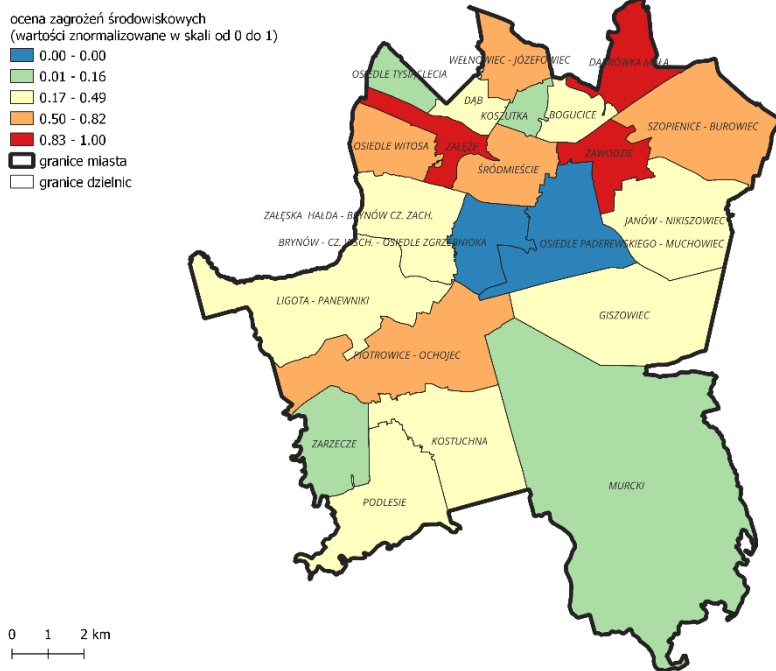 ocena zagrożeń środowiskowych
(wartości znormalizowane w skali od 0 do 1)
0.00 - 0.00
0.01 - 0.16
0.17 - 0.49
0.50 - 0.82
0.83 - 1.00
granice miasta
granice dzielnic
WEŁNOWIEC - JÓZEFOWIEC
DĄBRÓWKA MAŁA
OSIEDLE TYSIĄCLECIA
DĄB
KOSZUTKA
BOGUCICE
SZOPIENICE - BUROWIEC
OSIEDLE WITOSA
ZAŁĘŻE
ZAWODZIE
ŚRÓDMIEŚCIE
ZAŁĘSKA HAŁDA - BRYNÓW CZ. ZACH.
JANÓW - NIKISZOWIEC
BRYNÓW - CZ. WSCH. - OSIEDLE ZGRZEBNIOKA
OSIEDLE PADEREWSKIEGO - MUCHOWIEC
LIGOTA - PANEWNIKI
GISZOWIEC
PIOTROWICE - OCHOJEC
ZARZECZE
KOSTUCHNA
MURCKI
PODLESIE
0 1 2 km